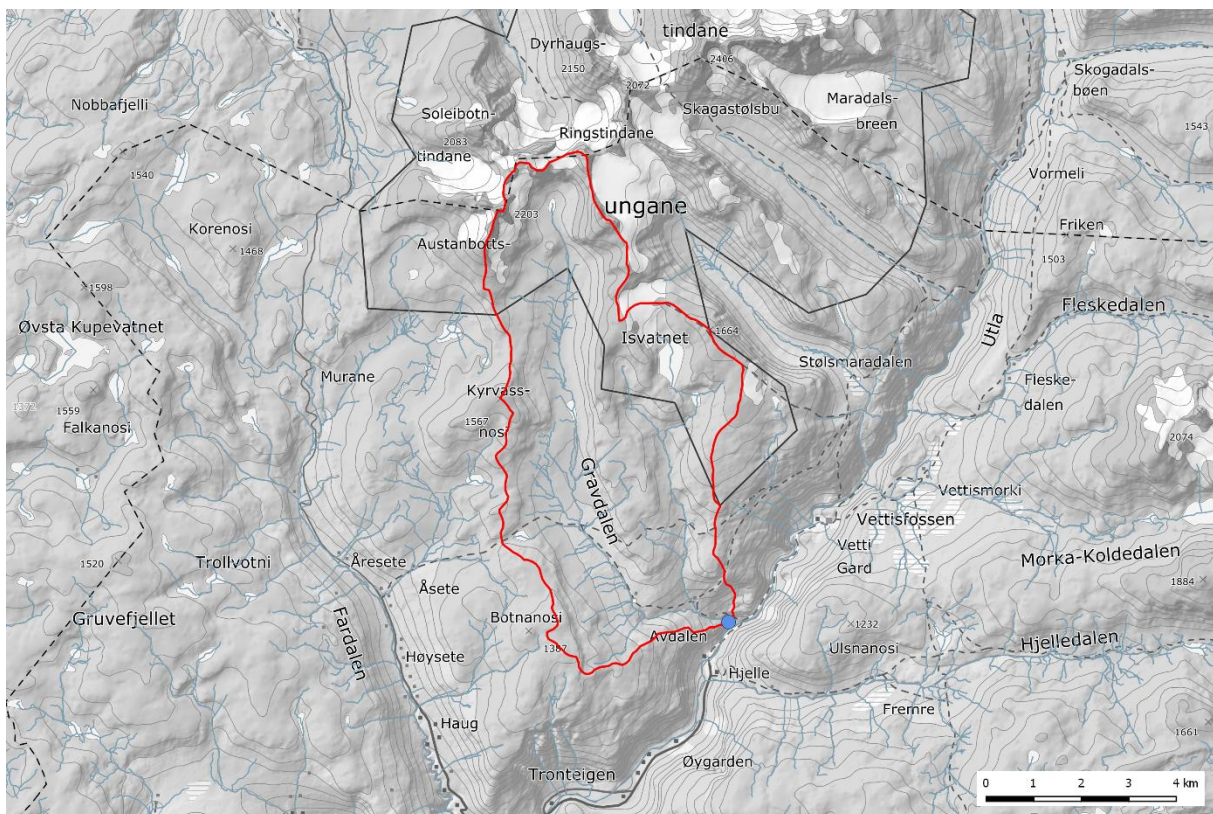 tindane
Dyrhaugs-
2150
2406
2072
Skogadals-
bøen
Nobbafjelli
Soleibotn-
2083
tindane
Ringstindane
Skagastølsbu
Maradals-
breen
1543
1540
Vormeli
Korenosi
1468
2203
ungane
Friken
Austanbotts-
1503
1598
Fleskedalen
Øvsta Kupevatnet
Isvatnet
1664
Utla
Stølsmaradalen
Murane
Kyrvass-
nosi
1567
Fleske-
dalen
1372
1559
Falkanosi
2074
Gravdalen
Vettismorki
Vettisfossen
Vetti
Gard
Morka-Koldedalen
1884
1520
Trollvotni
Åresete
Åsete
Gruvefjellet
Fardalen
Botnanosi
1387
Avdalen
1232
Ulsnanosi
Hjelledalen
Høysete
Hjelle
Fremre
Haug
1661
Øygarden
Tronteigen
0 1 2 3 4 km